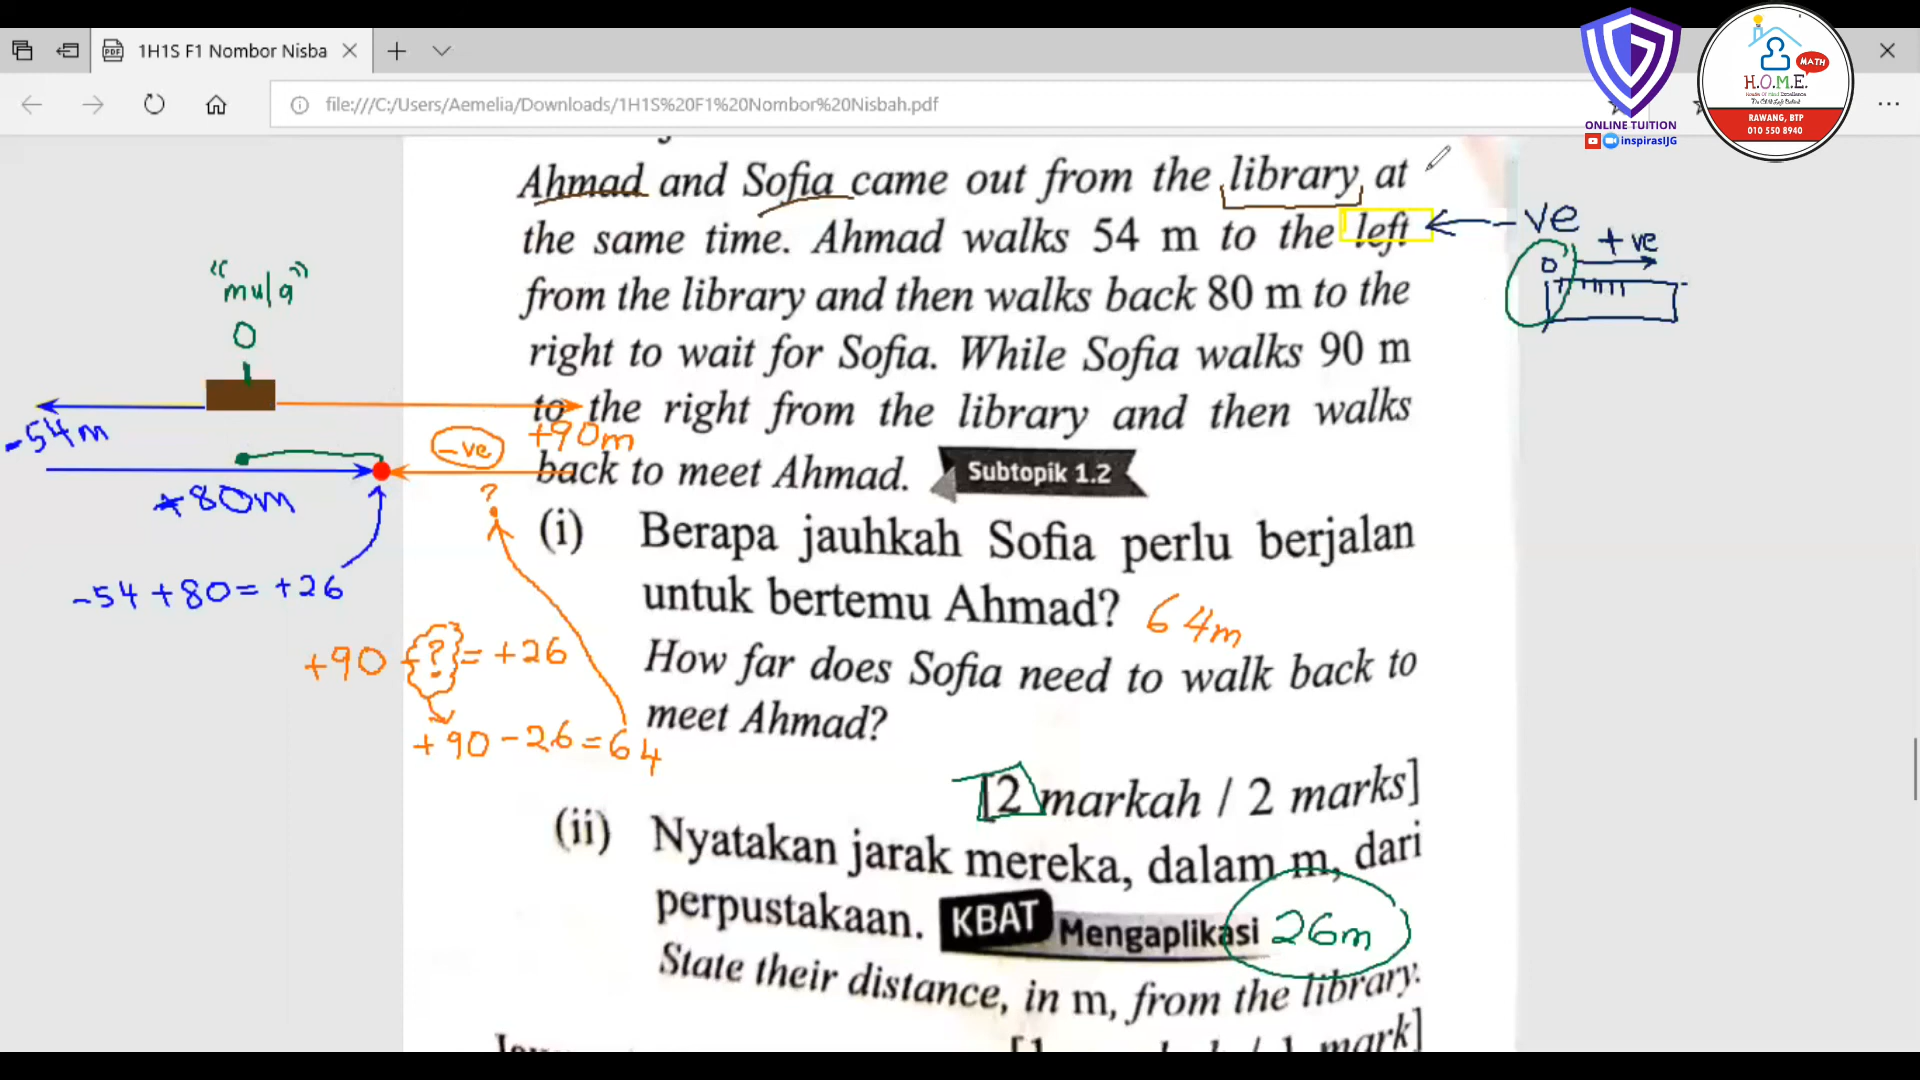 1H1S F1 Nombor Nisba
file:///C:/Users/Aemelia/Downloads/1H1S%20F1%20Nombor%20Nisbah.pdf
ONLINE TUITION
inspirasIJG
H.O.M.E.
MATH
RAWANG, BTP
010 550 8940
Ahmad and Sofia came out from the library at
the same time. Ahmad walks 54 m to the left
from the library and then walks back 80 m to the
right to wait for Sofia. While Sofia walks 90 m
to the right from the library and then walks
back to meet Ahmad. Subtopik 1.2
(i) Berapa jauhkah Sofia perlu berjalan
untuk bertemu Ahmad? 64m
How far does Sofia need to walk back to
meet Ahmad?
[2 markah / 2 marks]
(ii) Nyatakan jarak mereka, dalam m, dari
perpustakaan. KBAT Mengaplikasi 26m
State their distance, in m, from the library.
mark]
-ve
+ve
0
"mula"
0
-54m
+90m
-ve
+80m
?
-54+80=+26
+90 - ? = +26
+90-26=64